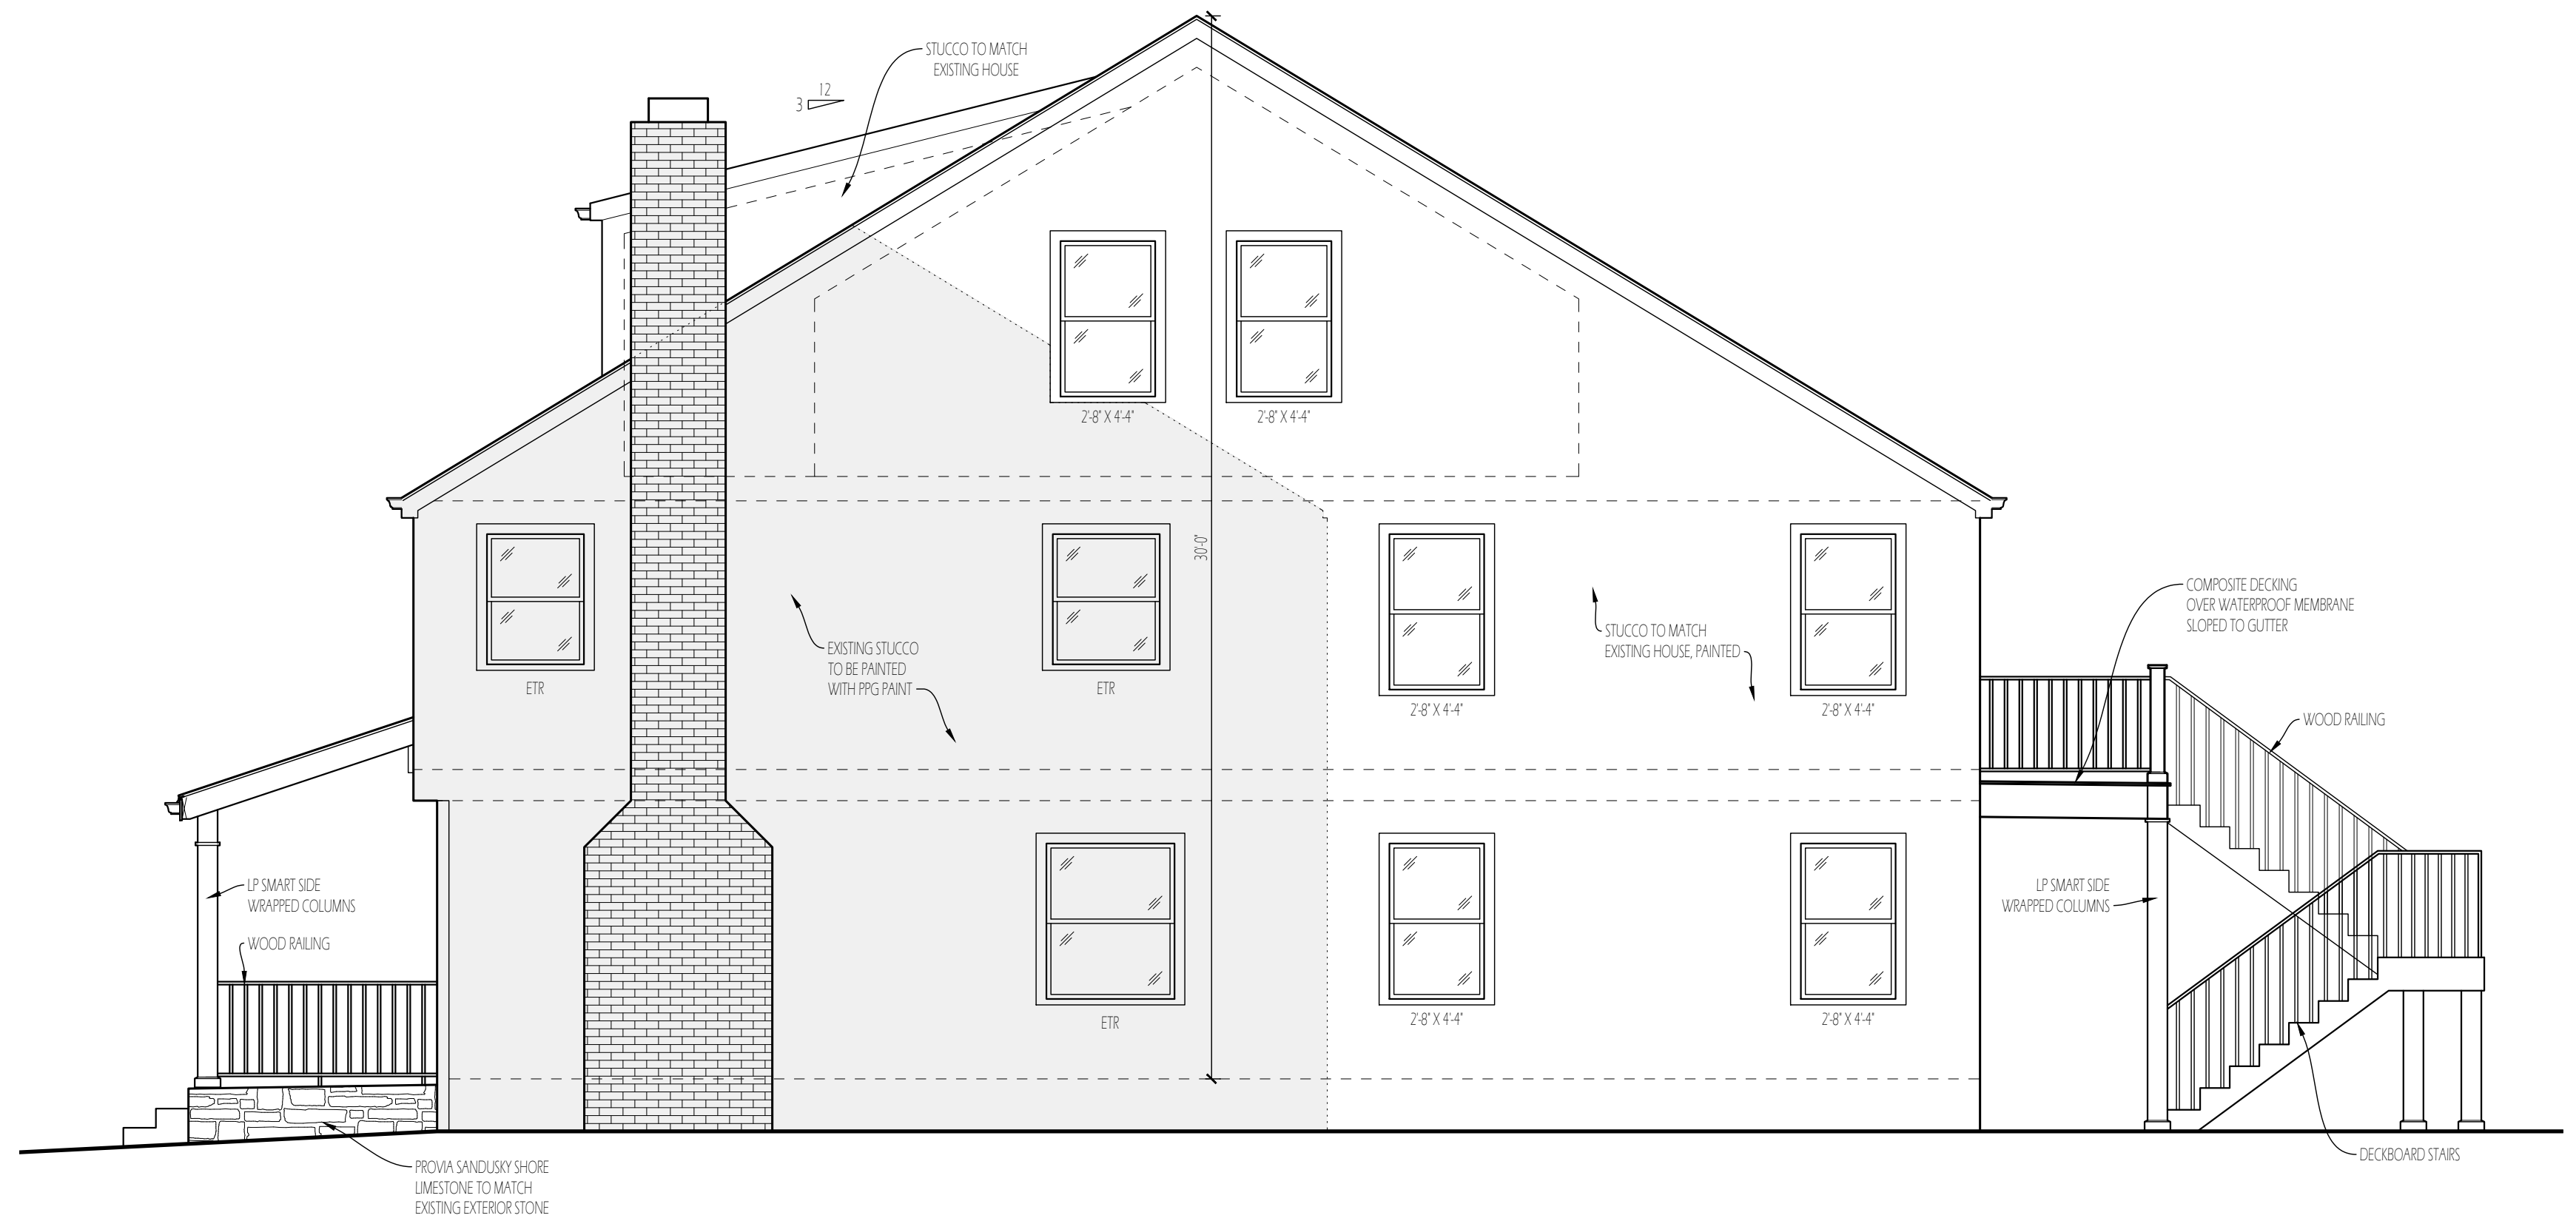 STUCCO TO MATCH
EXISTING HOUSE
12
3
2'-8" X 4'-4"
2'-8" X 4'-4"
30'-0"
COMPOSITE DECKING
OVER WATERPROOF MEMBRANE
SLOPED TO GUTTER
EXISTING STUCCO
TO BE PAINTED
WITH PPG PAINT
STUCCO TO MATCH
EXISTING HOUSE, PAINTED
ETR
ETR
2'-8" X 4'-4"
2'-8" X 4'-4"
WOOD RAILING
LP SMART SIDE
WRAPPED COLUMNS
LP SMART SIDE
WRAPPED COLUMNS
WOOD RAILING
ETR
2'-8" X 4'-4"
2'-8" X 4'-4"
DECKBOARD STAIRS
PROVIA SANDUSKY SHORE
LIMESTONE TO MATCH
EXISTING EXTERIOR STONE